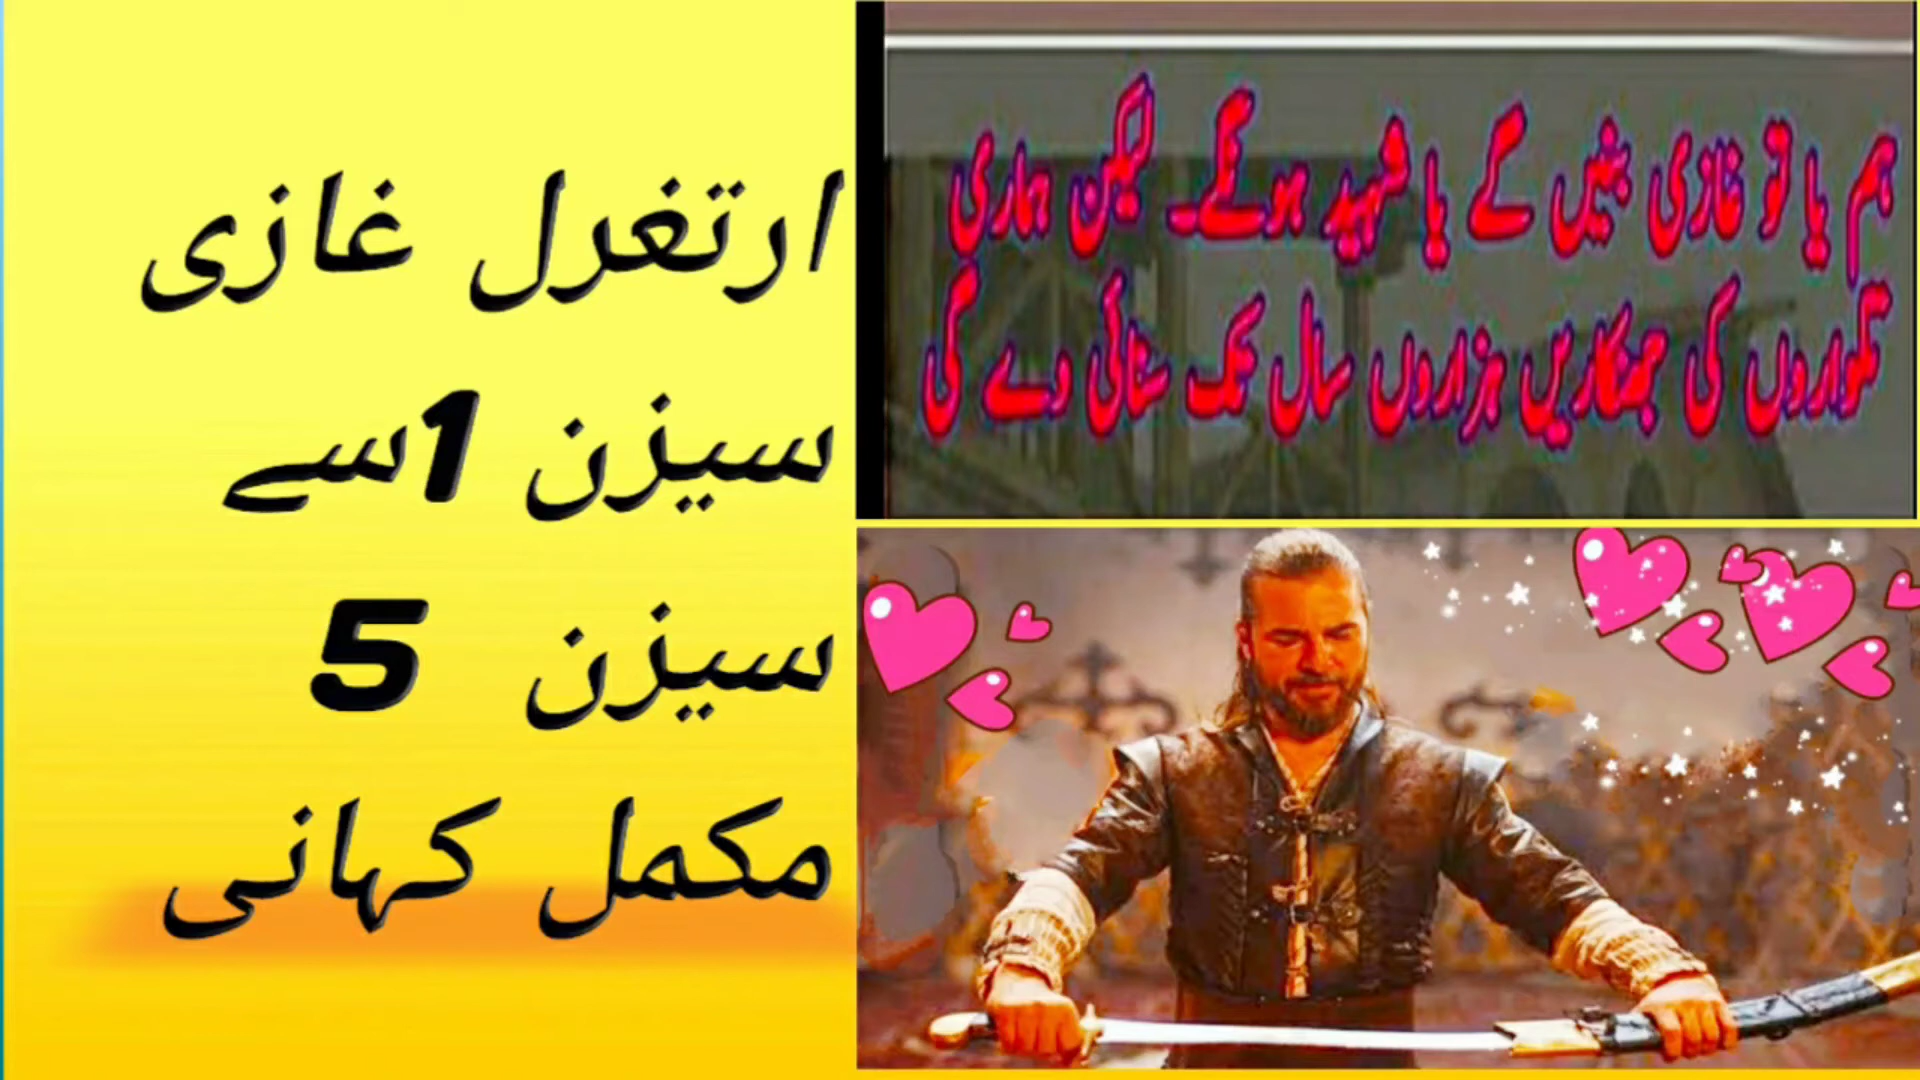 ارتغرل غازی
سیزن 1سے
سیزن 5
مکمل کہانی
ہم یا تو غازی بنیں گے یا شہید ہونگے۔ لیکن ہماری
تلواروں کی جھنکاریں ہزاروں سال تک سنائی دے گی